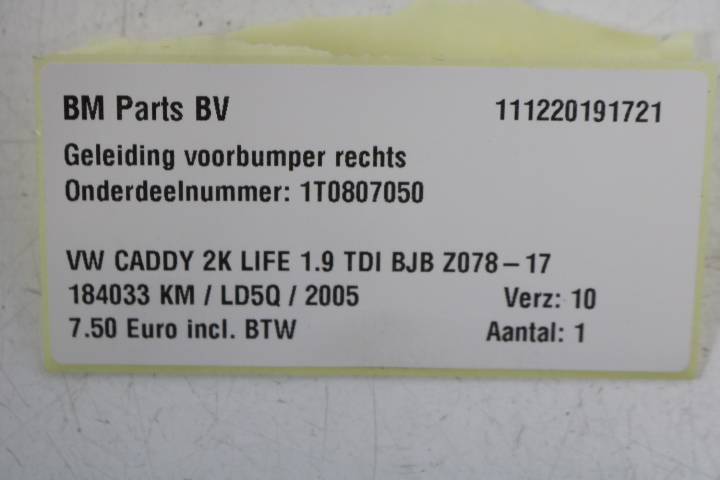 BM Parts BV 111220191721
Geleiding voorbumper rechts
Onderdeelnummer: 1T0807050
VW CADDY 2K LIFE 1.9 TDI BJB Z078-17
184033 KM / LD5Q / 2005 Verz: 10
7.50 Euro incl. BTW Aantal: 1